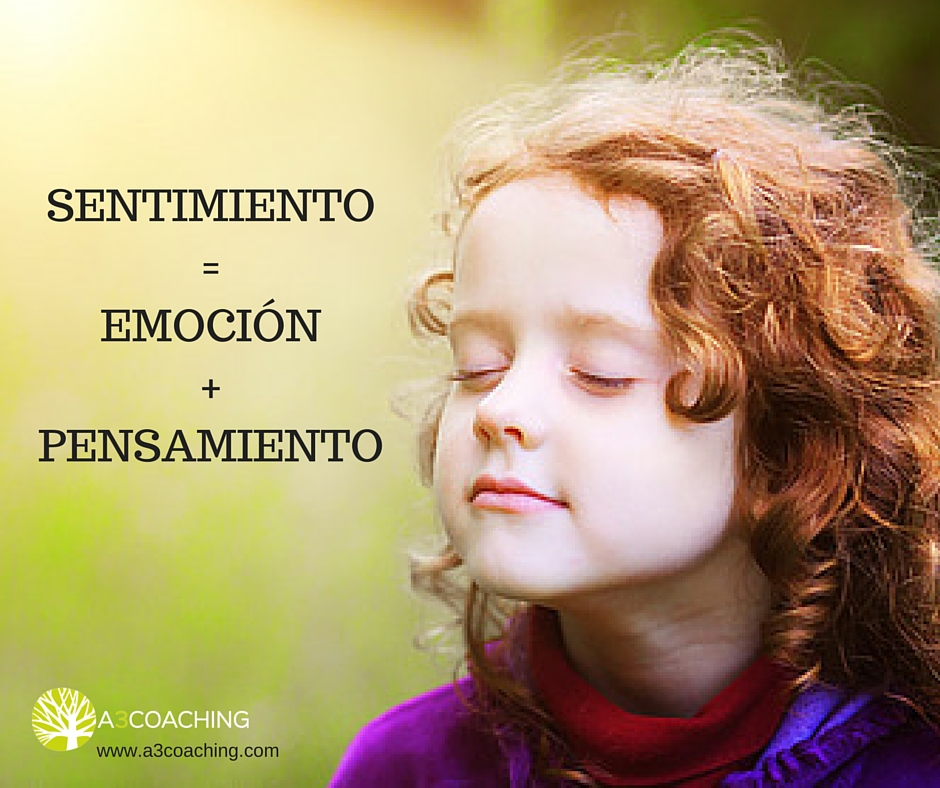 SENTIMIENTO
=
EMOCIÓN
+
PENSAMIENTO
A3COACHING
www.a3coaching.com